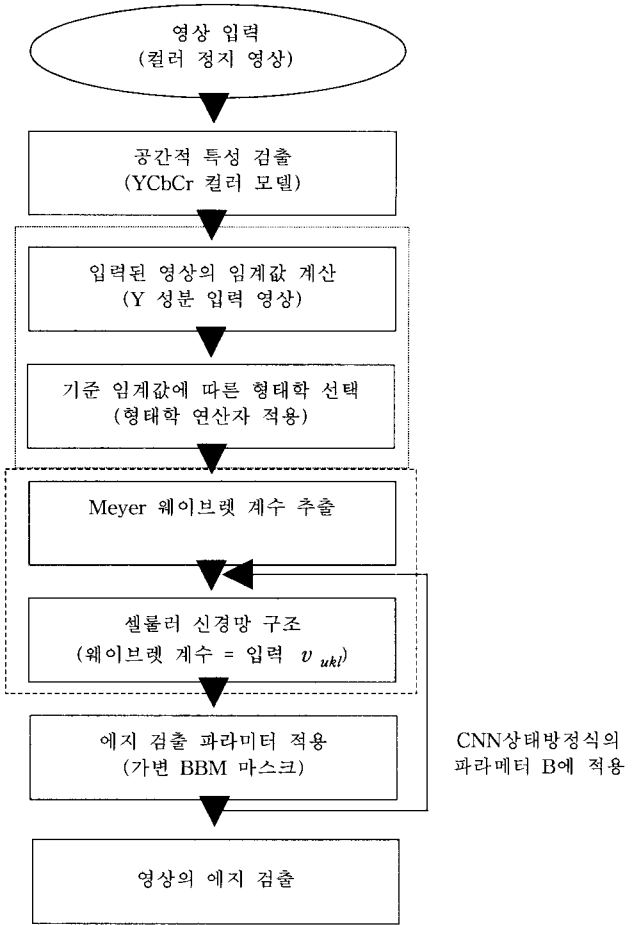 영상 입력
(컬러 정지 영상)
공간적 특성 검출
(YCbCr 컬러 모델)
입력된 영상의 임계값 계산
(Y 성분 입력 영상)
기준 임계값에 따른 형태학 선택
(형태학 연산자 적용)
Meyer 웨이브렛 계수 추출
셀룰러 신경망 구조
(웨이브렛 계수 = 입력 v ukl)
에지 검출 파라미터 적용
(가변 BBM 마스크)
CNN상태방정식의
파라메터 B에 적용
영상의 에지 검출